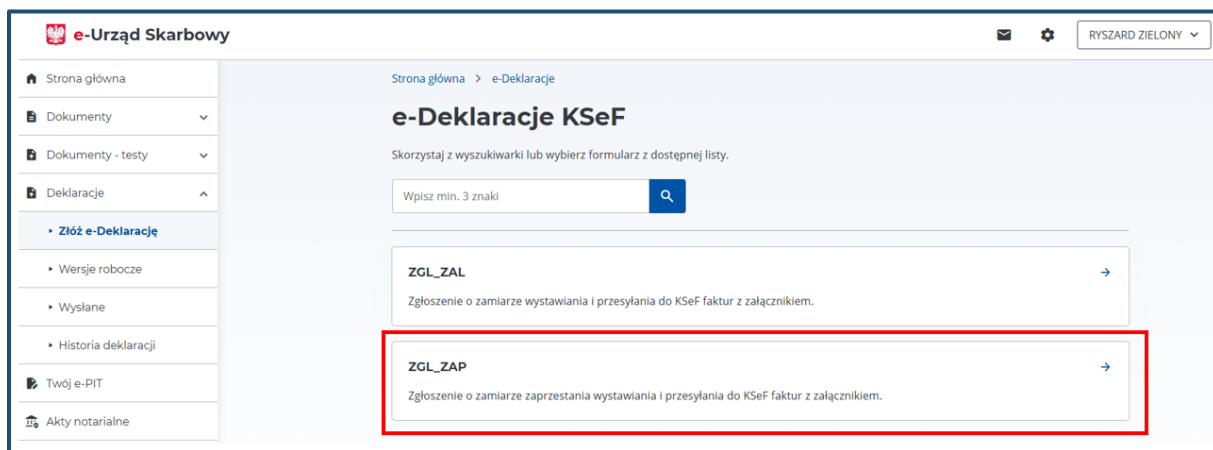 e-Urząd Skarbowy
RYSZARD ZIELONY
Strona główna
Dokumenty
Dokumenty - testy
Deklaracje
Złóż e-Deklarację
Wersje robocze
Wysłane
Historia deklaracji
Twój e-PIT
Akty notarialne
Strona główna > e-Deklaracje
e-Deklaracje KSeF
Skorzystaj z wyszukiwarki lub wybierz formularz z dostępnej listy.
Wpisz min. 3 znaki
ZGL_ZAL
Zgłoszenie o zamiarze wystawiania i przesyłania do KSeF faktur z załącznikiem.
ZGL_ZAP
Zgłoszenie o zamiarze zaprzestania wystawiania i przesyłania do KSeF faktur z załącznikiem.